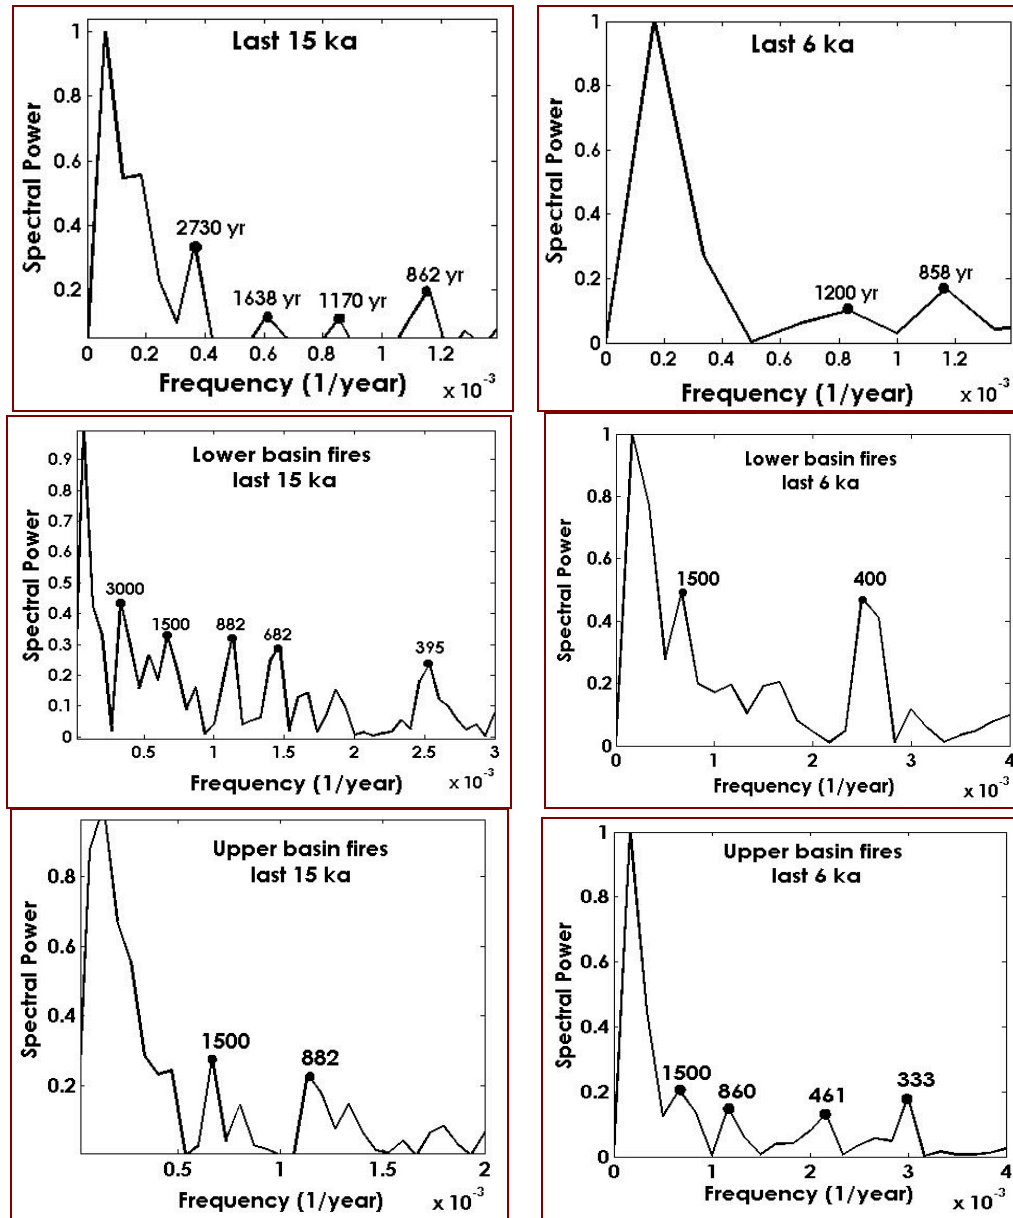 Last 15 ka
Spectral Power
1
0.8
0.6
0.4
0.2
2730 yr
1638 yr
1170 yr
862 yr
0
0.2
0.4
0.6
0.8
1
1.2
Frequency (1/year)
x 10-3
Last 6 ka
Spectral Power
1
0.8
0.6
0.4
0.2
0
1200 yr
858 yr
0
0.2
0.4
0.6
0.8
1
1.2
Frequency (1/year)
x 10-3
Lower basin fires
last 15 ka
Spectral Power
0.9
0.8
0.7
0.6
0.5
0.4
0.3
0.2
0.1
0
3000
1500
882
682
395
0.5
1
1.5
2
2.5
3
Frequency (1/year)
x 10-3
Lower basin fires
last 6 ka
Spectral Power
1
0.8
0.6
0.4
0.2
0
1500
400
0
1
2
3
4
Frequency (1/year)
x 10-3
Upper basin fires
last 15 ka
Spectral Power
0.8
0.6
0.4
0.2
1500
882
0.5
1
1.5
2
Frequency (1/year)
x 10-3
Upper basin fires
last 6 ka
Spectral Power
1
0.8
0.6
0.4
0.2
0
1500
860
461
333
0
1
2
3
4
Frequency (1/year)
x 10-3